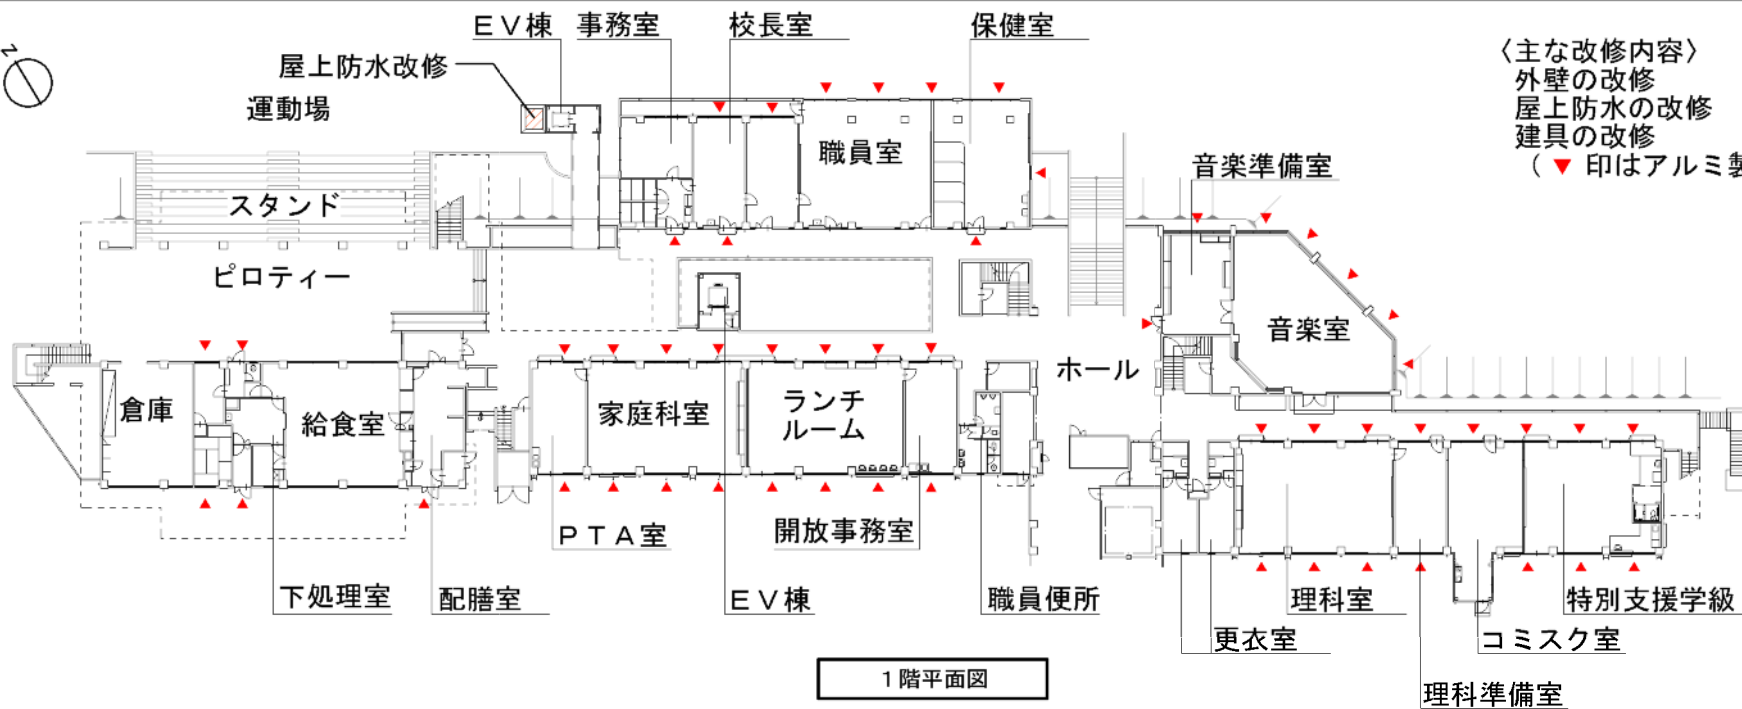 EV棟
事務室
校長室
保健室
屋上防水改修
運動場
〈主な改修内容〉
外壁の改修
屋上防水の改修
建具の改修
(▼印はアルミ製
N
職員室
音楽準備室
スタンド
ピロティー
音楽室
ホール
倉庫
給食室
家庭科室
ランチ
ルーム
PTA室
開放事務室
下処理室
配膳室
EV棟
職員便所
理科室
特別支援学級
更衣室
コミスク室
理科準備室
1階平面図